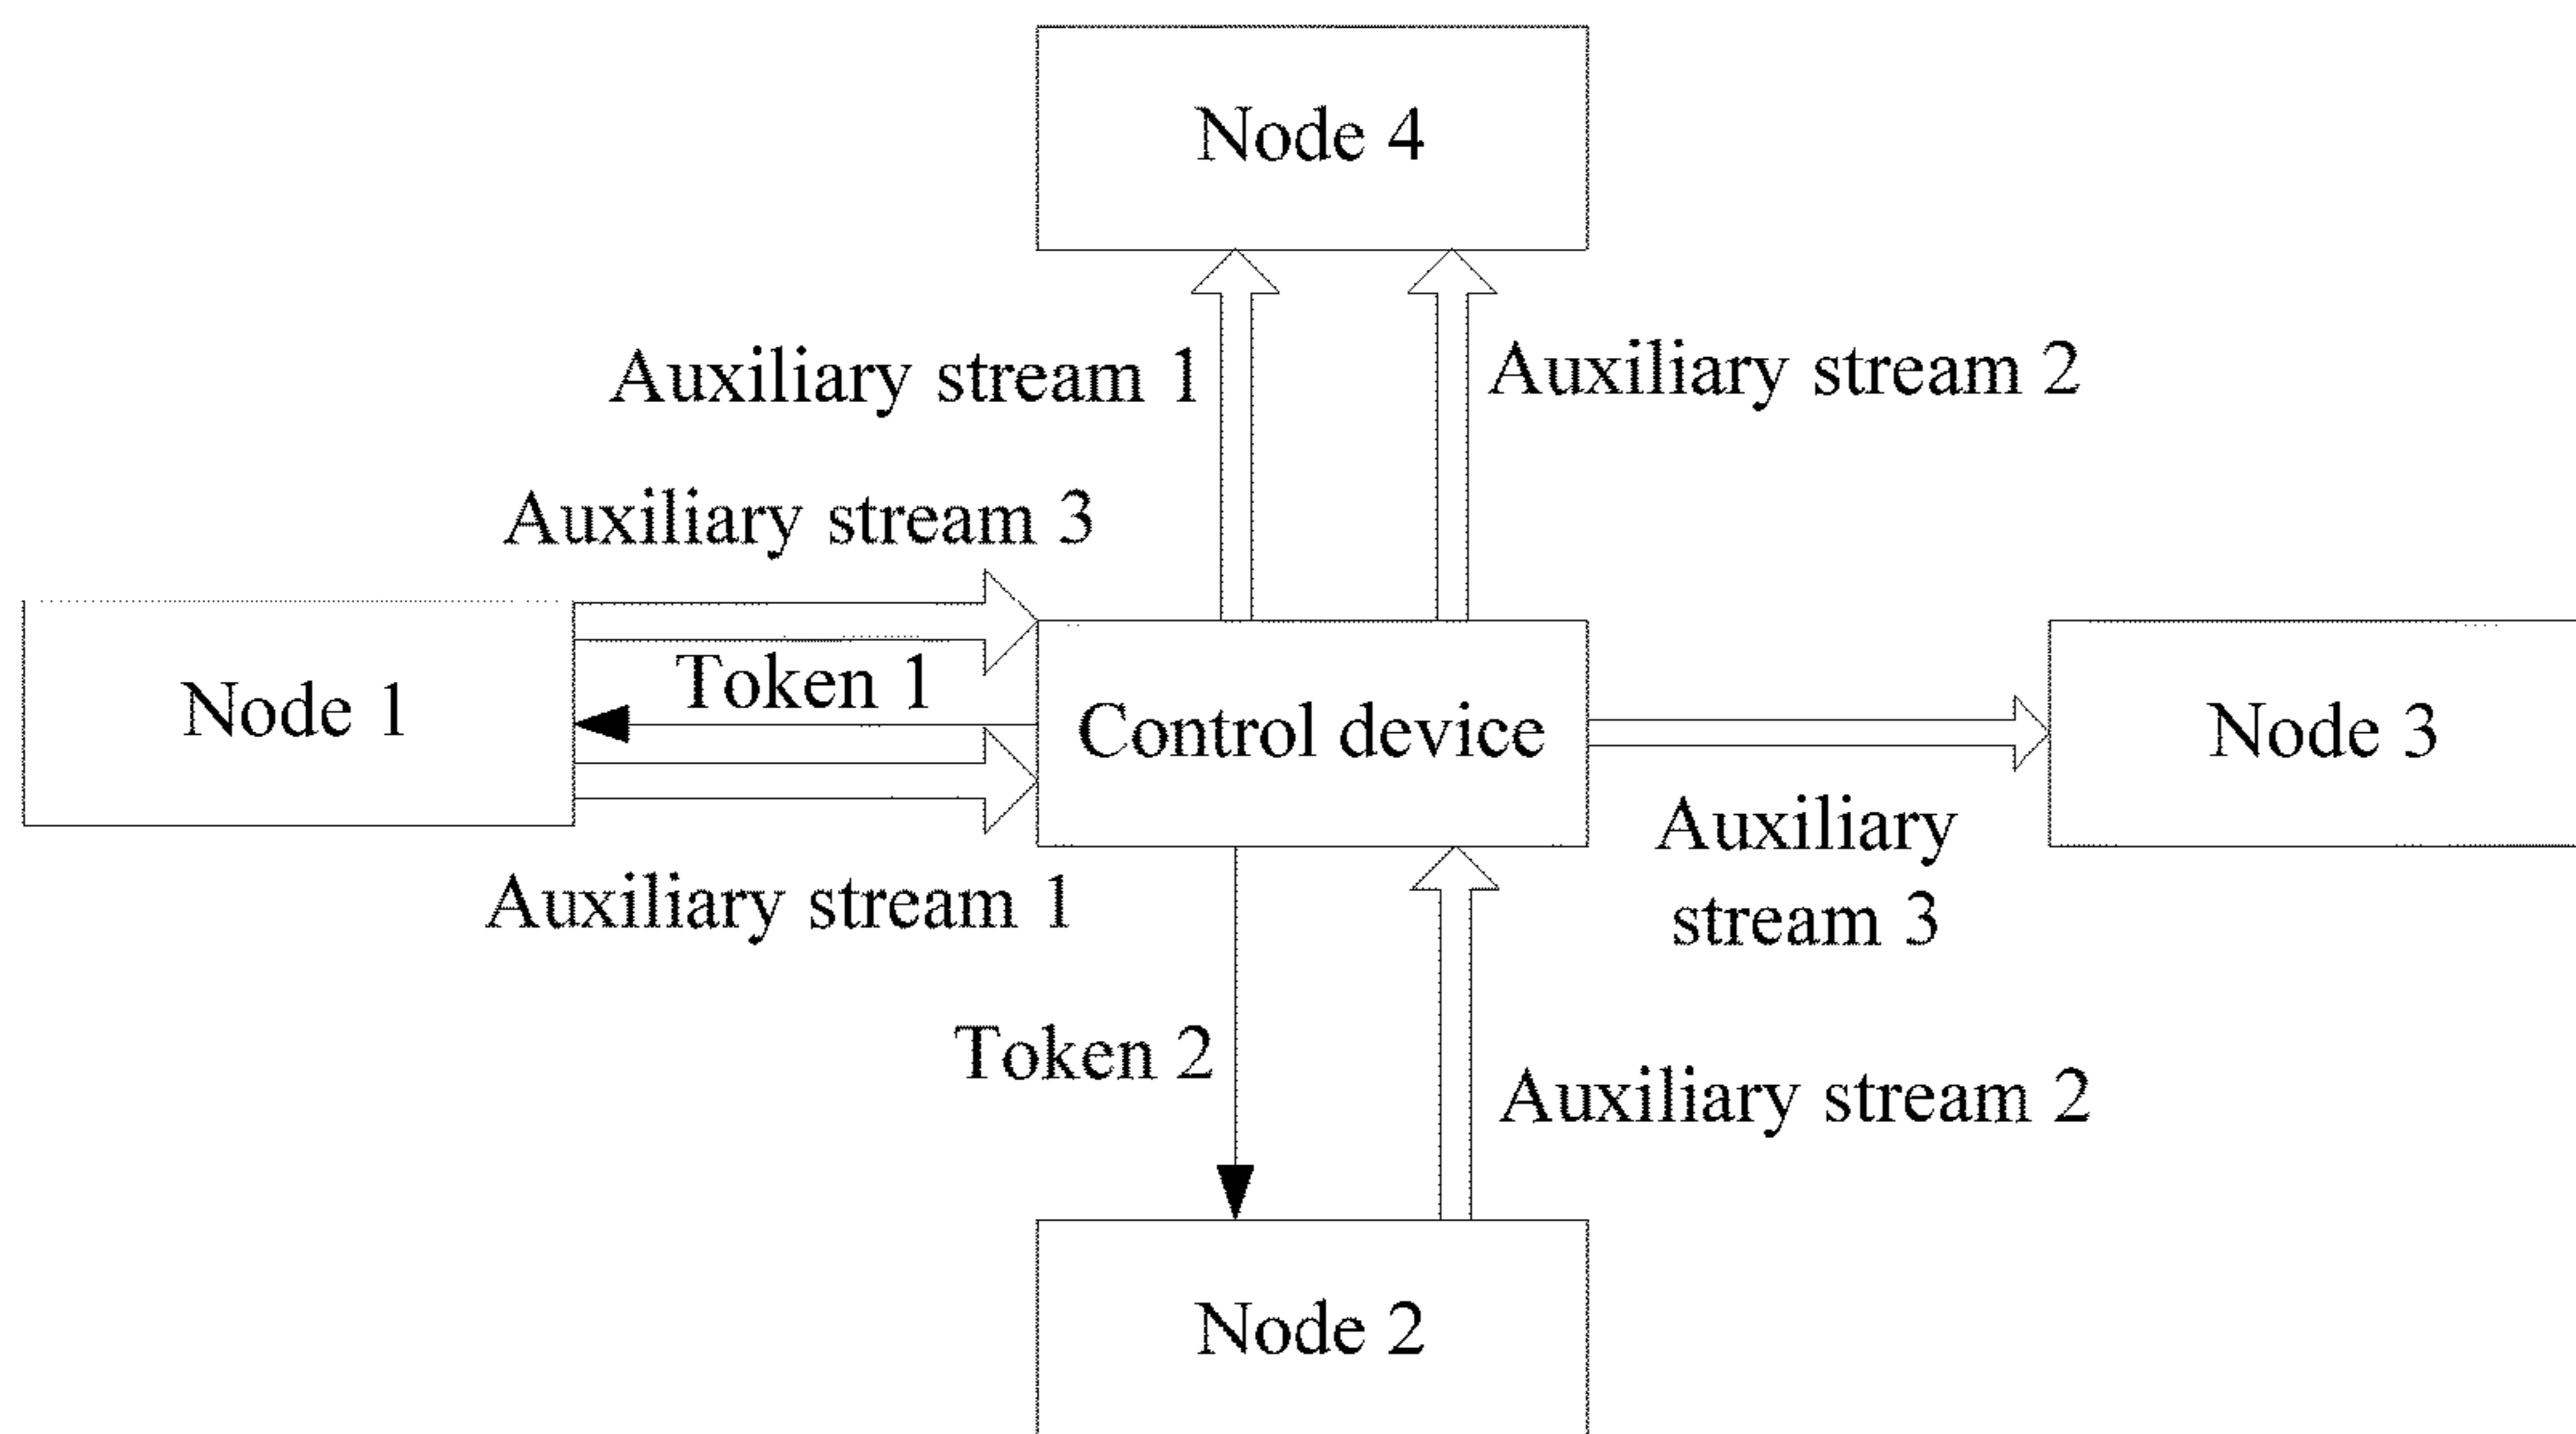 Node 4
Auxiliary stream 1
Auxiliary stream 2
Auxiliary stream 3
Node 1
Token 1
Control device
Node 3
Auxiliary stream 1
Auxiliary
stream 3
Token 2
Auxiliary stream 2
Node 2